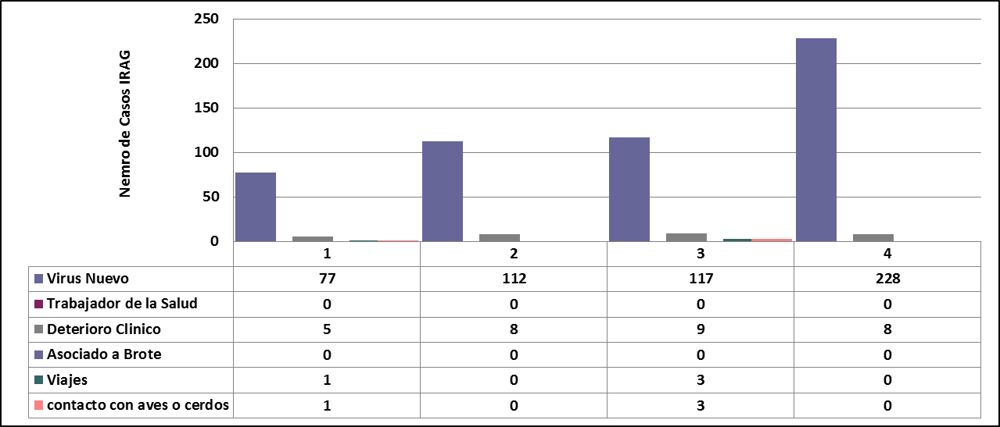 250
200
150
100
50
0
Nemro de Casos IRAG
1 2 3 4
Virus Nuevo 77 112 117 228
Trabajador de la Salud 0 0 0 0
Deterioro Clinico 5 8 9 8
Asociado a Brote 0 0 0 0
Viajes 1 0 3 0
contacto con aves o cerdos 1 0 3 0